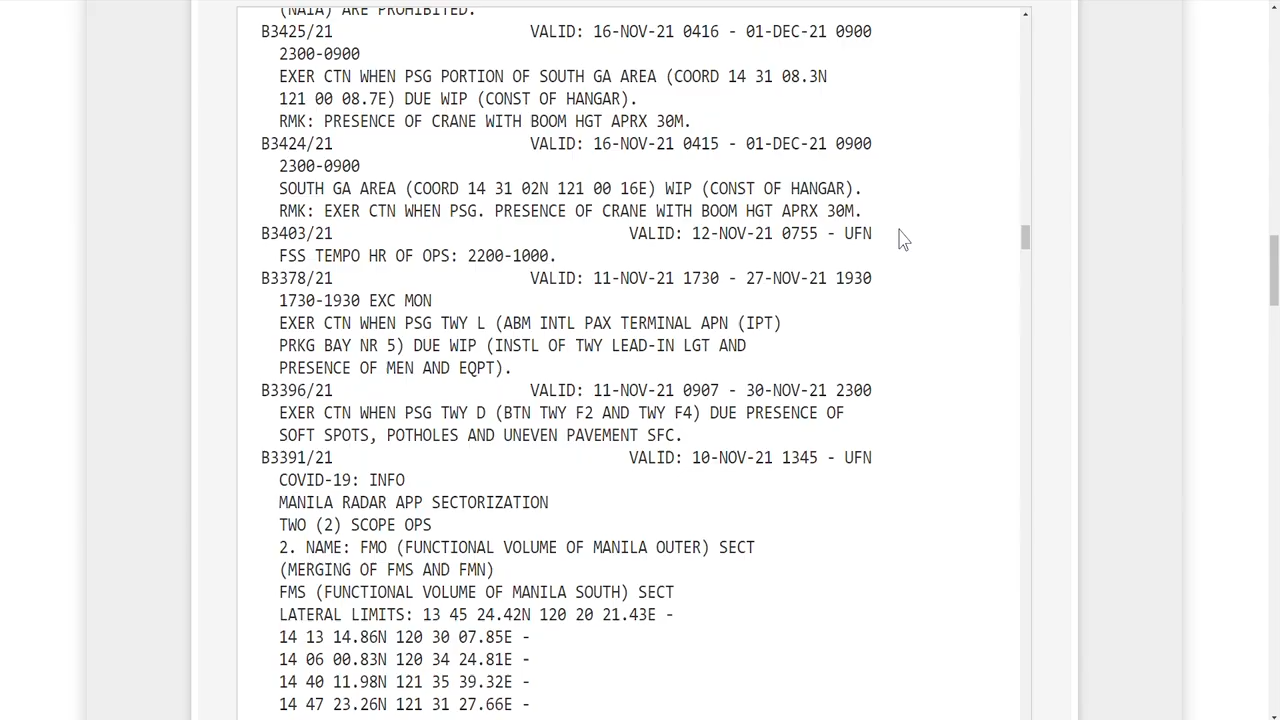 (NAIA) ARE PROHIBITED.
B3425/21 VALID: 16-NOV-21 0416 - 01-DEC-21 0900
2300-0900
EXER CTN WHEN PSG PORTION OF SOUTH GA AREA (COORD 14 31 08.3N
121 00 08.7E) DUE WIP (CONST OF HANGAR).
RMK: PRESENCE OF CRANE WITH BOOM HGT APRX 30M.
B3424/21 VALID: 16-NOV-21 0415 - 01-DEC-21 0900
2300-0900
SOUTH GA AREA (COORD 14 31 02N 121 00 16E) WIP (CONST OF HANGAR).
RMK: EXER CTN WHEN PSG. PRESENCE OF CRANE WITH BOOM HGT APRX 30M.
B3403/21 VALID: 12-NOV-21 0755 - UFN
FSS TEMPO HR OF OPS: 2200-1000.
B3378/21 VALID: 11-NOV-21 1730 - 27-NOV-21 1930
1730-1930 EXC MON
EXER CTN WHEN PSG TWY L (ABM INTL PAX TERMINAL APN (IPT)
PRKG BAY NR 5) DUE WIP (INSTL OF TWY LEAD-IN LGT AND
PRESENCE OF MEN AND EQPT).
B3396/21 VALID: 11-NOV-21 0907 - 30-NOV-21 2300
EXER CTN WHEN PSG TWY D (BTN TWY F2 AND TWY F4) DUE PRESENCE OF
SOFT SPOTS, POTHOLES AND UNEVEN PAVEMENT SFC.
B3391/21 VALID: 10-NOV-21 1345 - UFN
COVID-19: INFO
MANILA RADAR APP SECTORIZATION
TWO (2) SCOPE OPS
2. NAME: FMO (FUNCTIONAL VOLUME OF MANILA OUTER) SECT
(MERGING OF FMS AND FMN)
FMS (FUNCTIONAL VOLUME OF MANILA SOUTH) SECT
LATERAL LIMITS: 13 45 24.42N 120 20 21.43E -
14 13 14.86N 120 30 07.85E -
14 06 00.83N 120 34 24.81E -
14 40 11.98N 121 35 39.32E -
14 47 23.26N 121 31 27.66E -